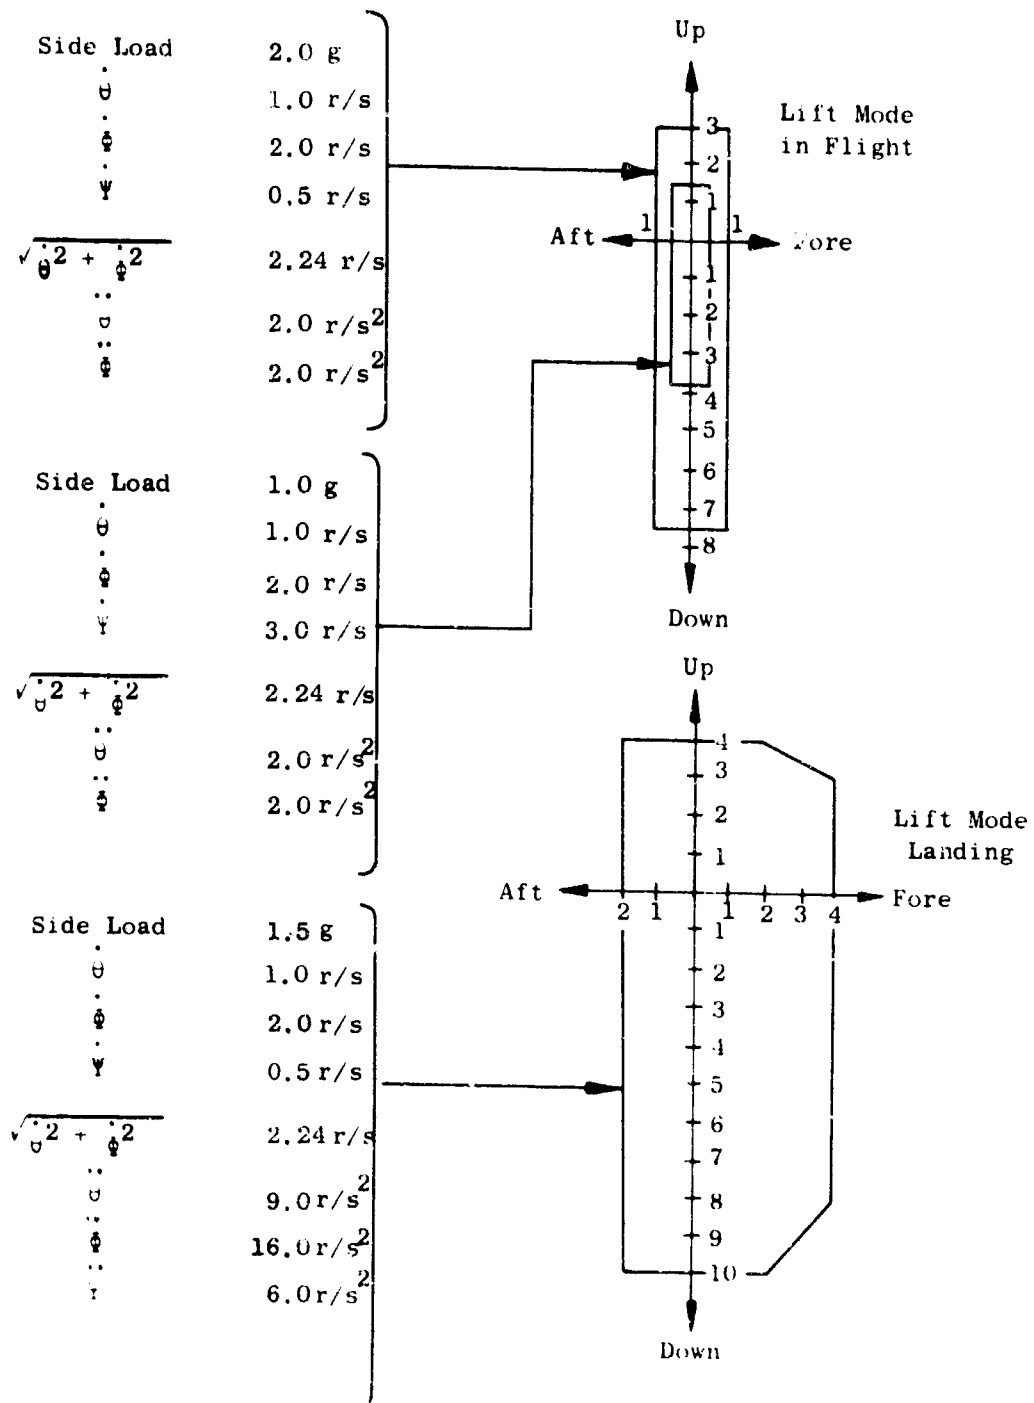 Side Load 2.0 g
θ̇ 1.0 r/s
Φ̇ 2.0 r/s
Ψ̇ 0.5 r/s
√θ̇2 + Φ̇2 2.24 r/s
θ̈ 2.0 r/s2
Φ̈ 2.0 r/s2
Up
Lift Mode
in Flight
3
2
1
1 1
Aft Fore
1
2
3
4
5
6
7
8
Down
Side Load 1.0 g
θ̇ 1.0 r/s
Φ̇ 2.0 r/s
Ψ̇ 3.0 r/s
√θ̇2 + Φ̇2 2.24 r/s
θ̈ 2.0 r/s2
Φ̈ 2.0 r/s2
Up
4
3
2
1
Lift Mode
Landing
Aft Fore
2 1 1 2 3 4
1
2
3
4
5
6
7
8
9
10
Down
Side Load 1.5 g
θ̇ 1.0 r/s
Φ̇ 2.0 r/s
Ψ̇ 0.5 r/s
√θ̇2 + Φ̇2 2.24 r/s
θ̈ 9.0 r/s2
Φ̈ 16.0 r/s2
6.0 r/s2